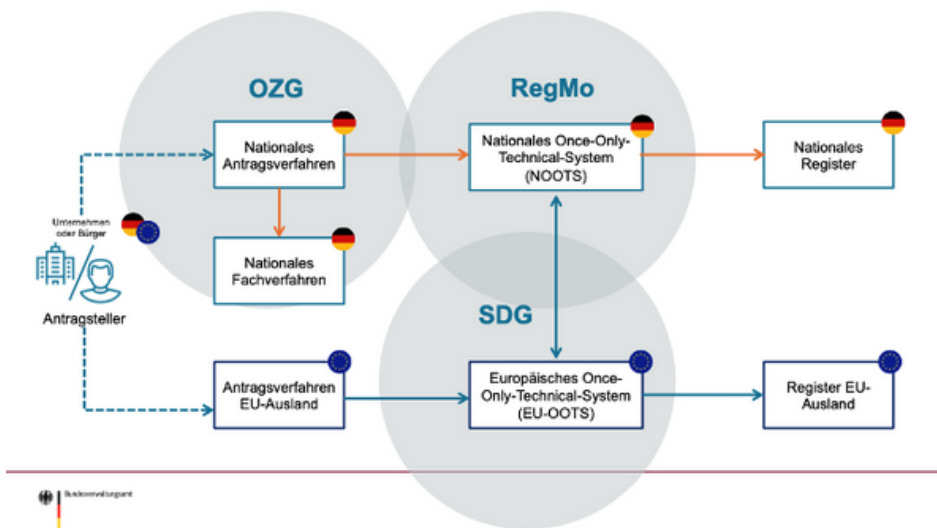 OZG
RegMo
Nationales
Antragsverfahren
Nationales Once-Only-
Technical-System
(NOOTS)
Nationales
Register
Unternehmen
oder Bürger
Antragsteller
Nationales
Fachverfahren
SDG
Antragsverfahren
EU-Ausland
Europäisches Once-
Only-Technical-System
(EU-OOTS)
Register EU-
Ausland
Bundesverwaltungsamt